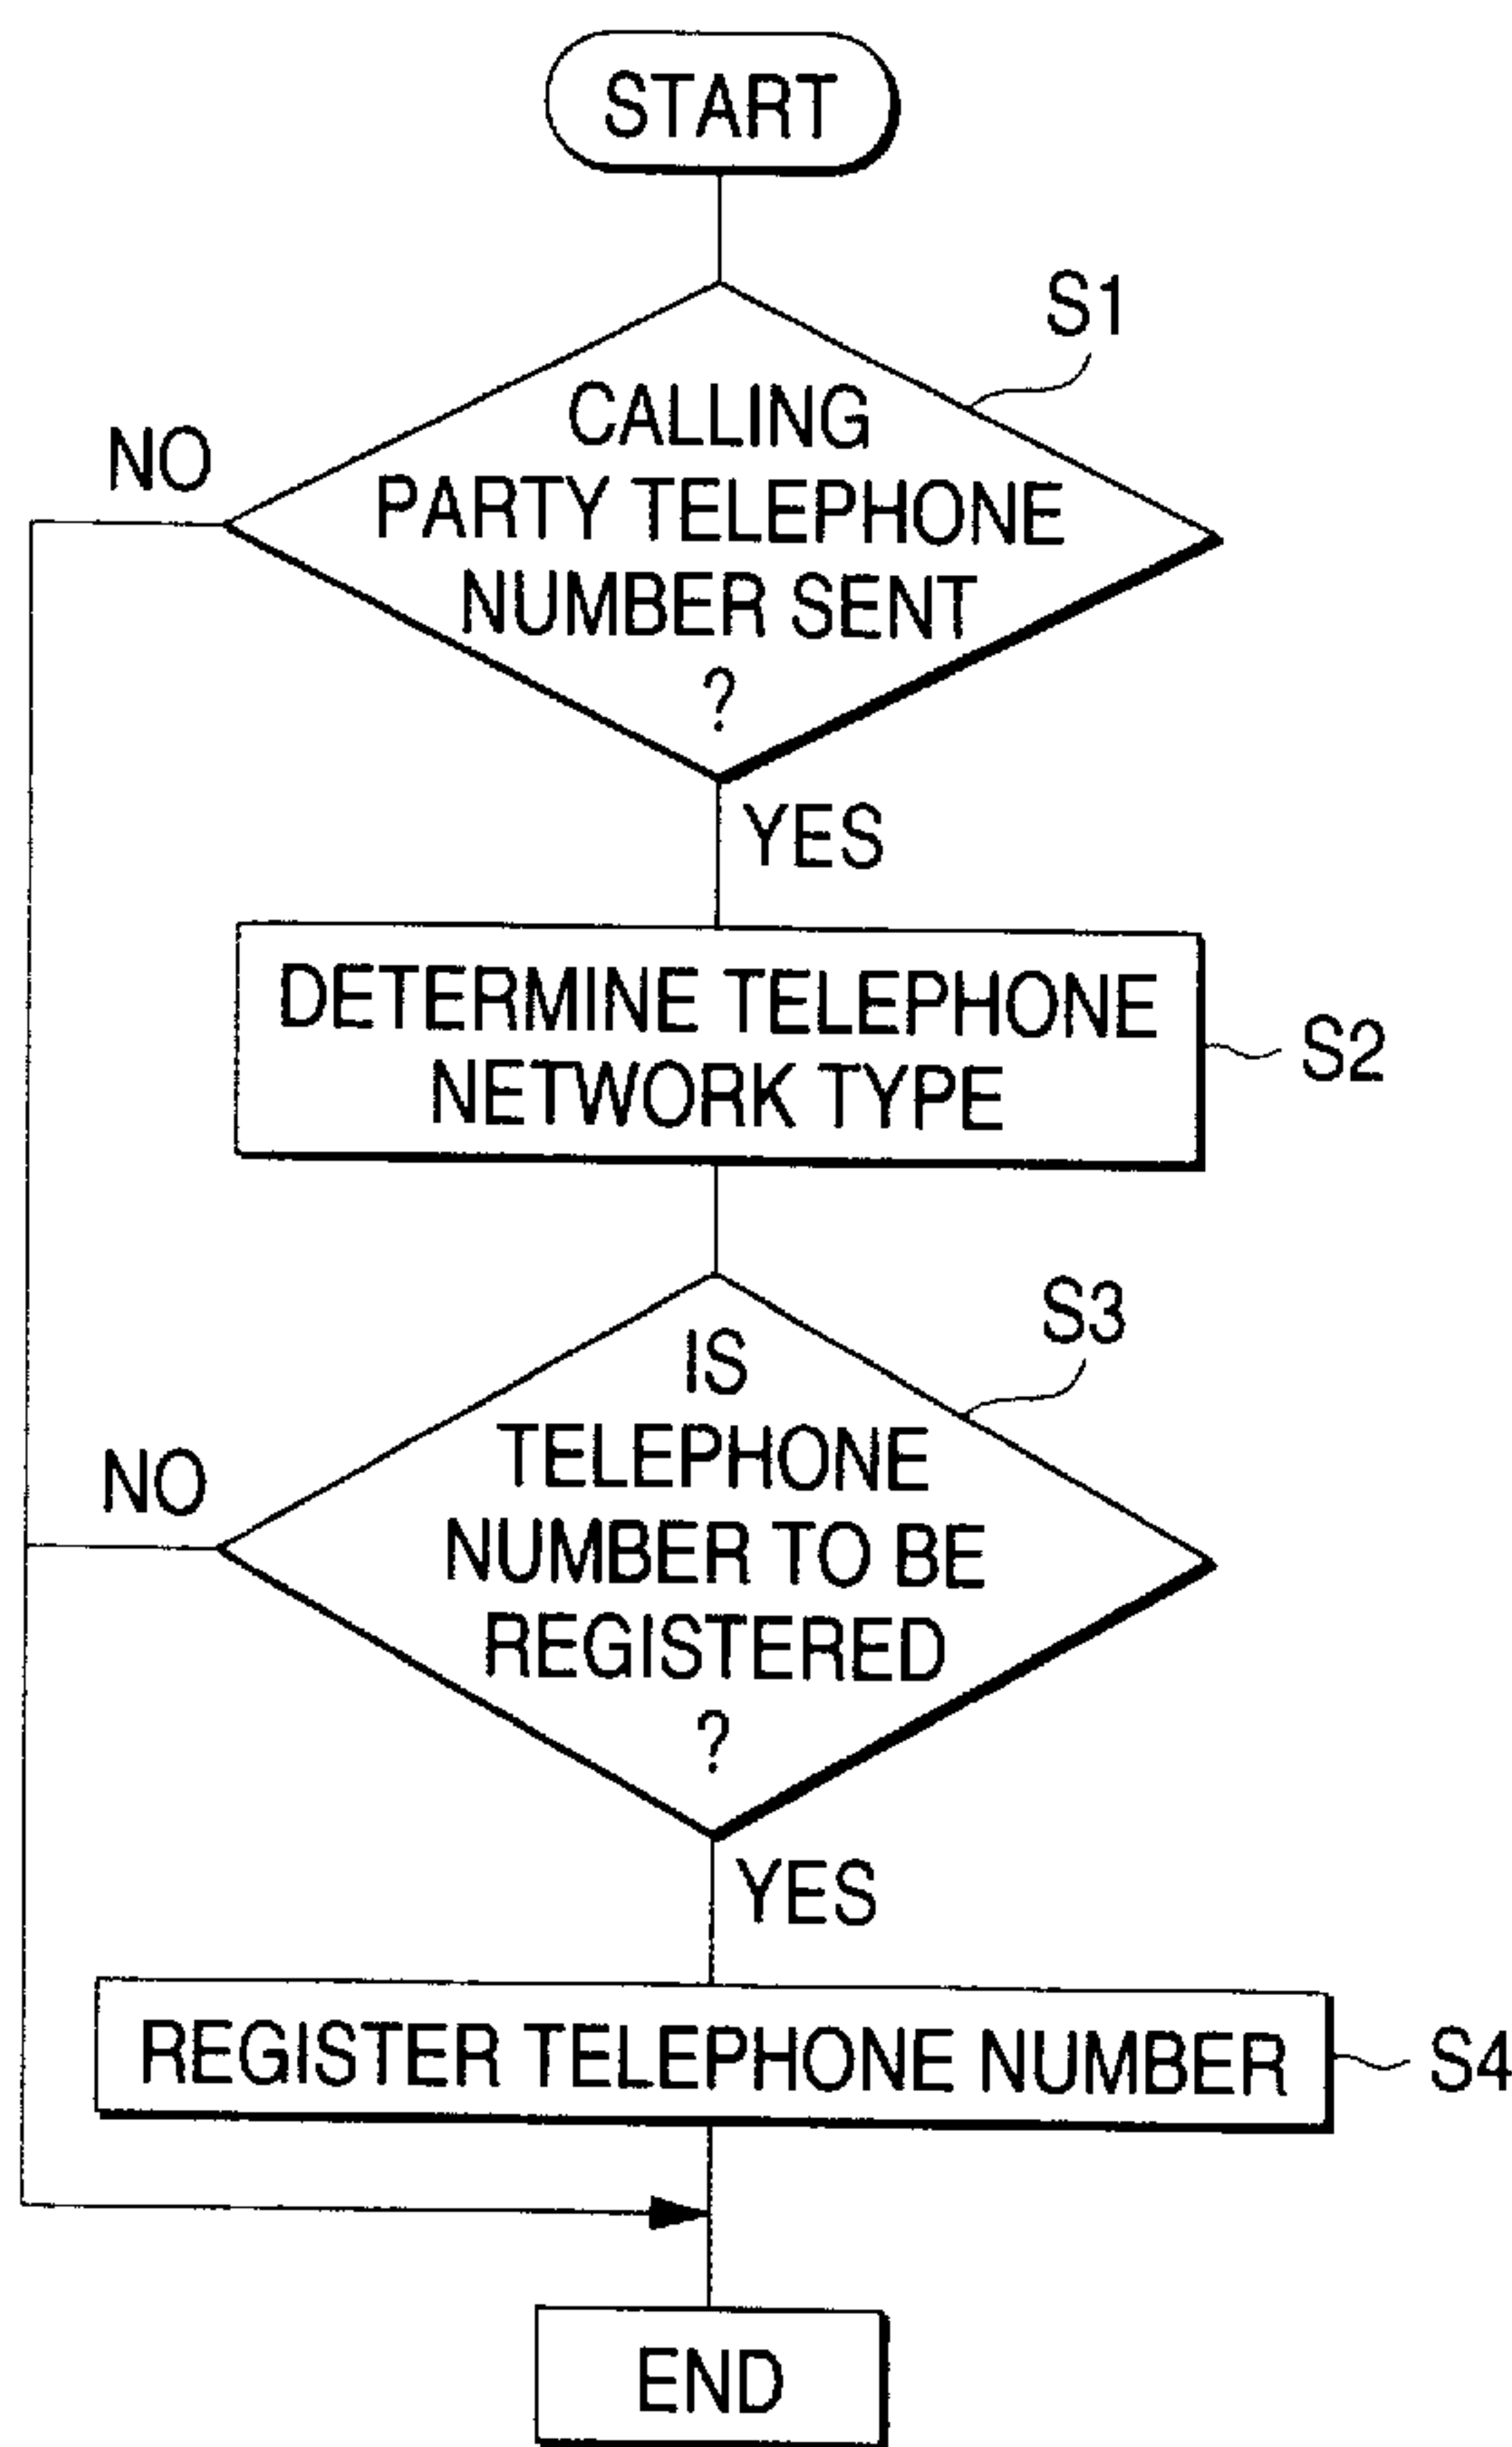 START
S1
CALLING
PARTY TELEPHONE
NUMBER SENT
?
NO
YES
DETERMINE TELEPHONE
NETWORK TYPE
S2
S3
IS
TELEPHONE
NUMBER TO BE
REGISTERED
?
NO
YES
REGISTER TELEPHONE NUMBER
S4
END